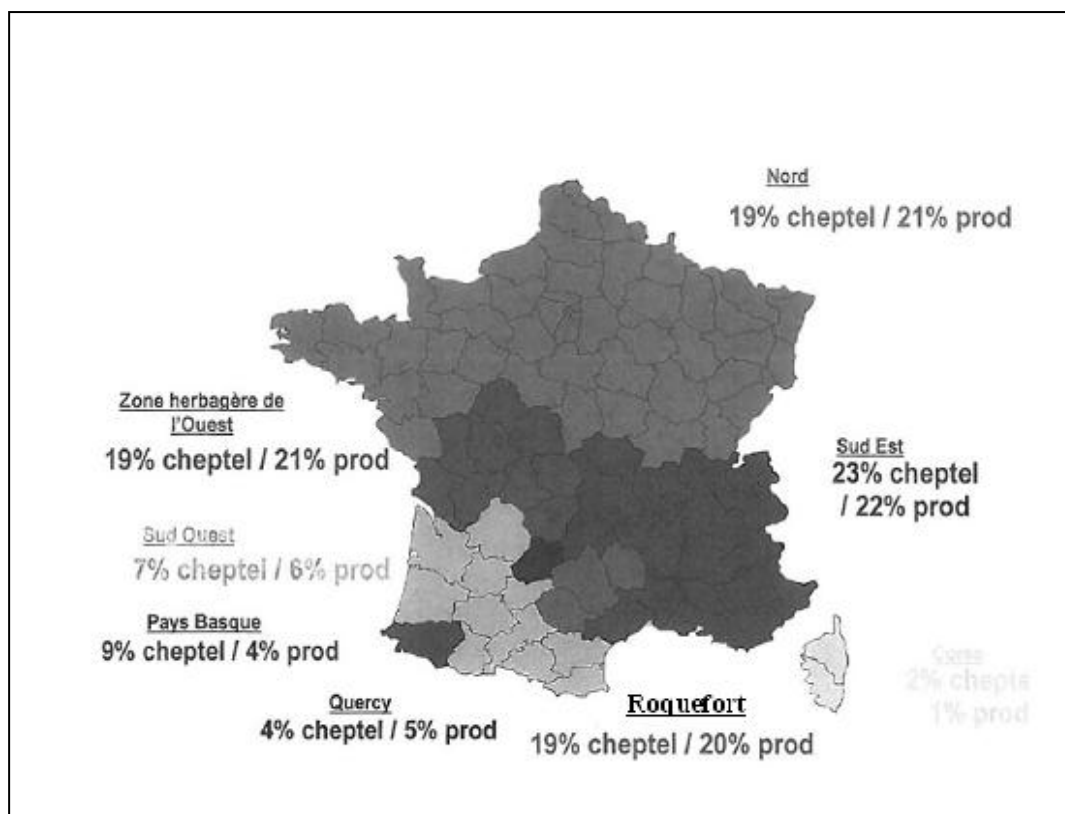 Nord
19% cheptel / 21% prod
Zone herbagère de
l'Ouest
19% cheptel / 21% prod
Sud Est
23% cheptel
/ 22% prod
Sud Ouest
7% cheptel / 6% prod
Pays Basque
9% cheptel / 4% prod
Corse
2% chepte
1% prod
Quercy
4% cheptel / 5% prod
Roquefort
19% cheptel / 20% prod